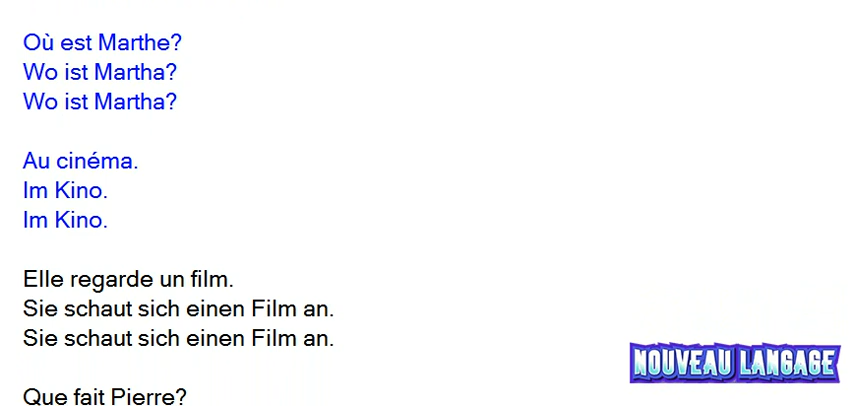 Où est Marthe?
Wo ist Martha?
Wo ist Martha?
Au cinéma.
Im Kino.
Im Kino.
Elle regarde un film.
Sie schaut sich einen Film an.
Sie schaut sich einen Film an.
NOUVEAU LANGAGE
Que fait Pierre?